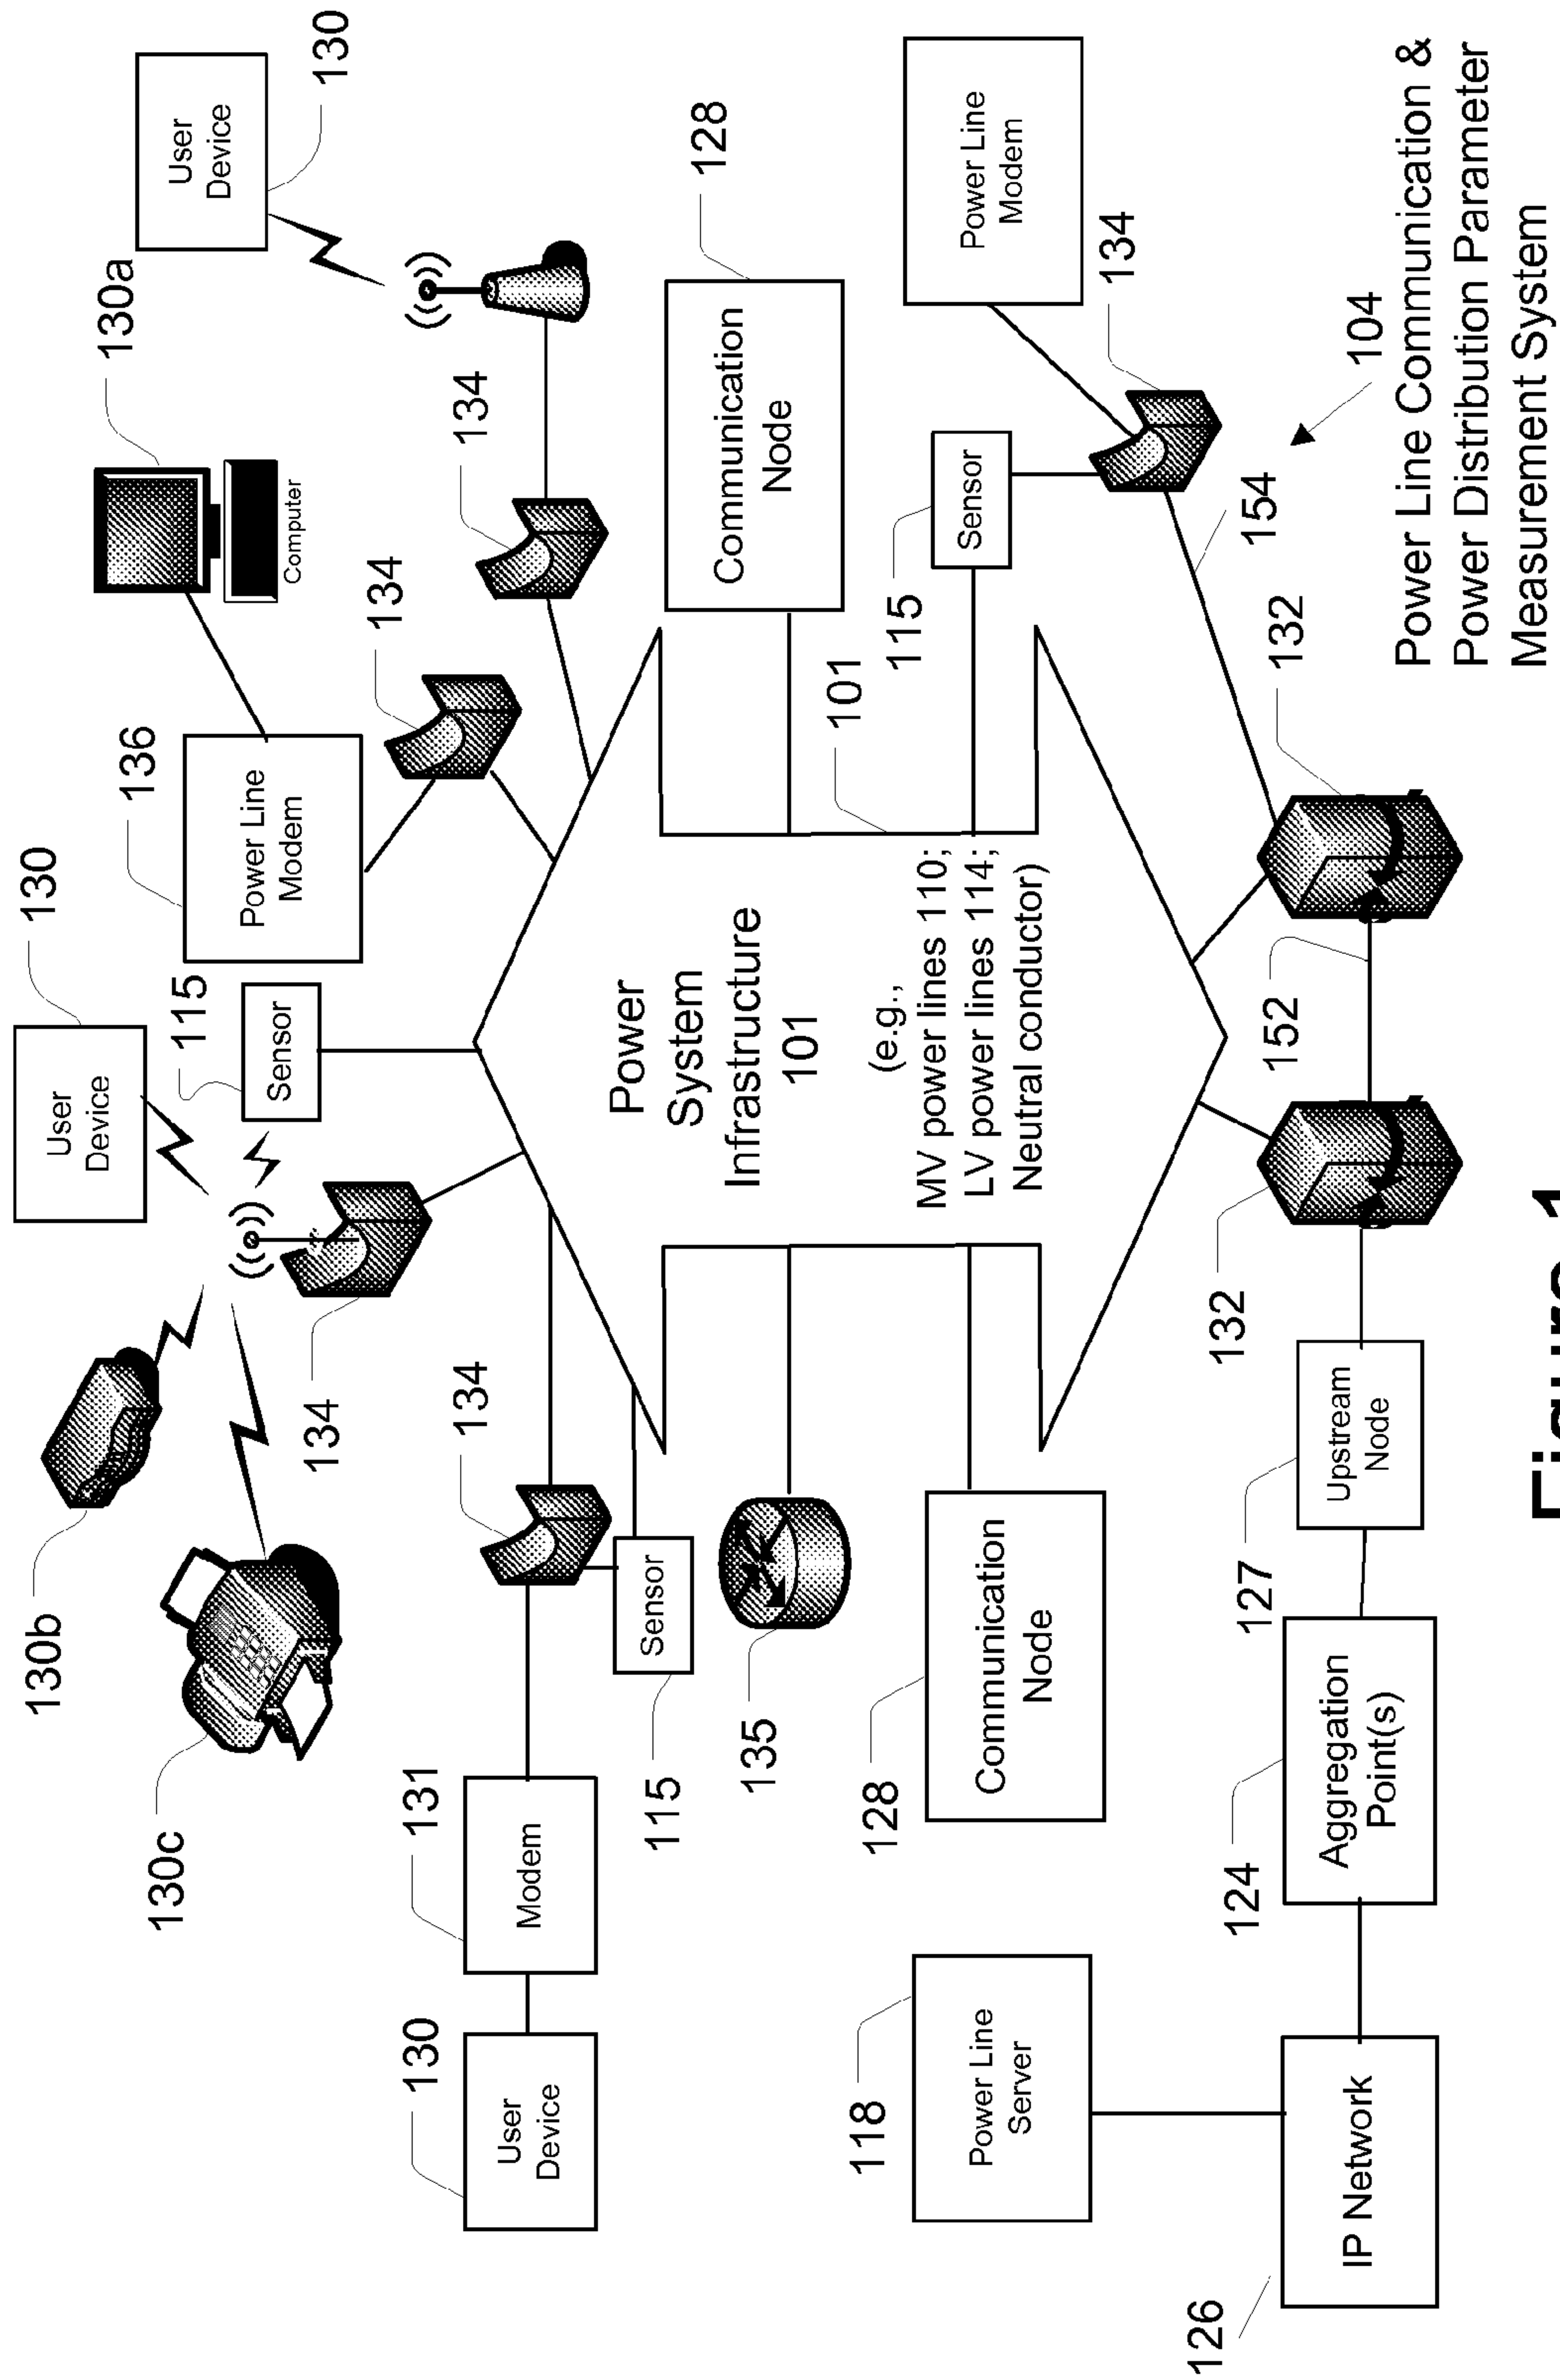 130
User
Device
130b
130a
User
Device
130
130c
136
115
Sensor
Power Line
Modem
Computer
134
134
130
131
134
134
User
Device
Modem
Power
System
Infrastructure
101
(e.g.,
MV power lines 110;
LV power lines 114;
Neutral conductor)
Sensor
115
128
Communication
Node
135
101
115
Sensor
118
Power Line
Server
128
Communication
Node
Power Line
Modem
134
126
IP Network
124
Aggregation
Point(s)
127
Upstream
Node
132
152
132
154
104
Power Line Communication &
Power Distribution Parameter
Measurement System
Figure 1